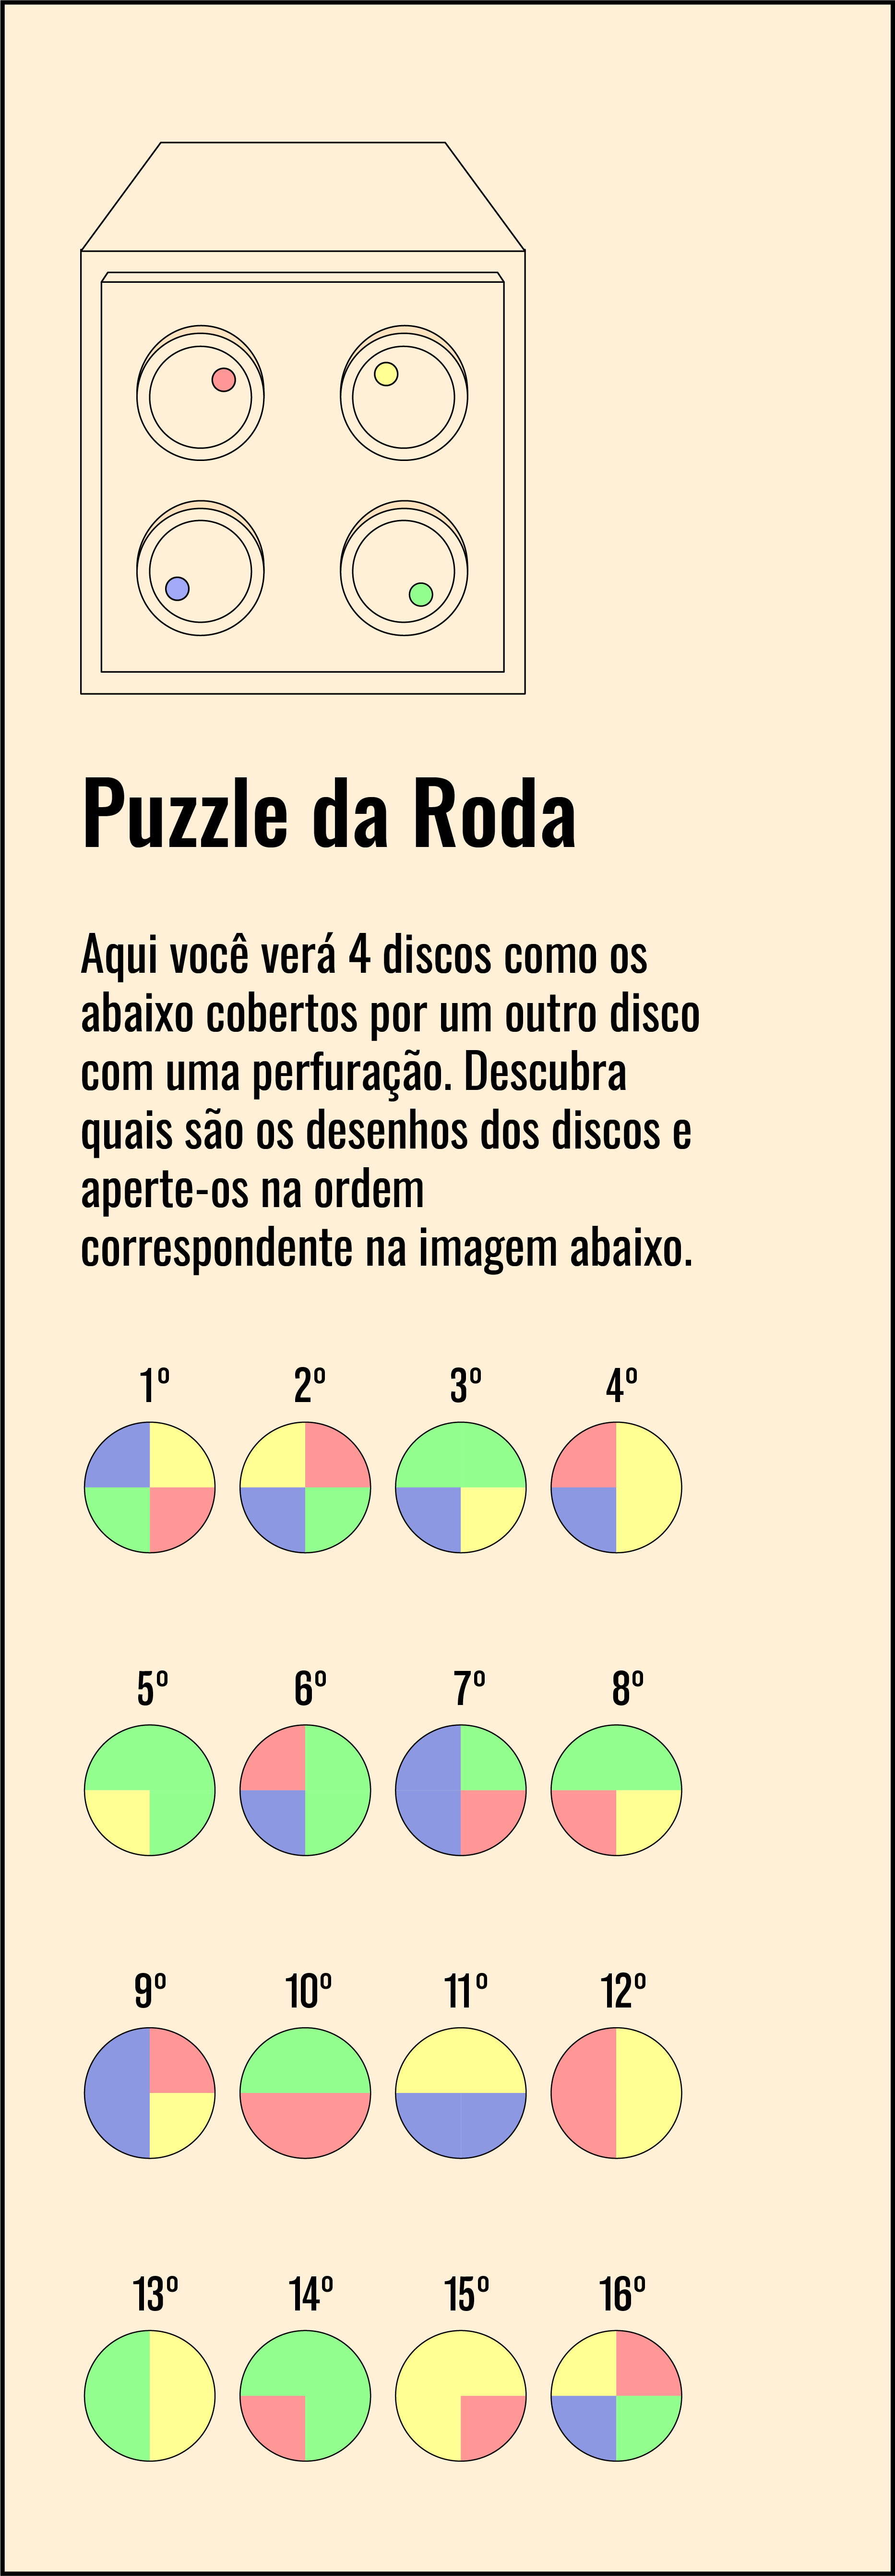 Puzzle da Roda
Aqui você verá 4 discos como os
abaixo cobertos por um outro disco
com uma perfuração. Descubra
quais são os desenhos dos discos e
aperte-os na ordem
correspondente na imagem abaixo.
1º 2º 3º 4º
5º 6º 7º 8º
9º 10º 11º 12º
13º 14º 15º 16º